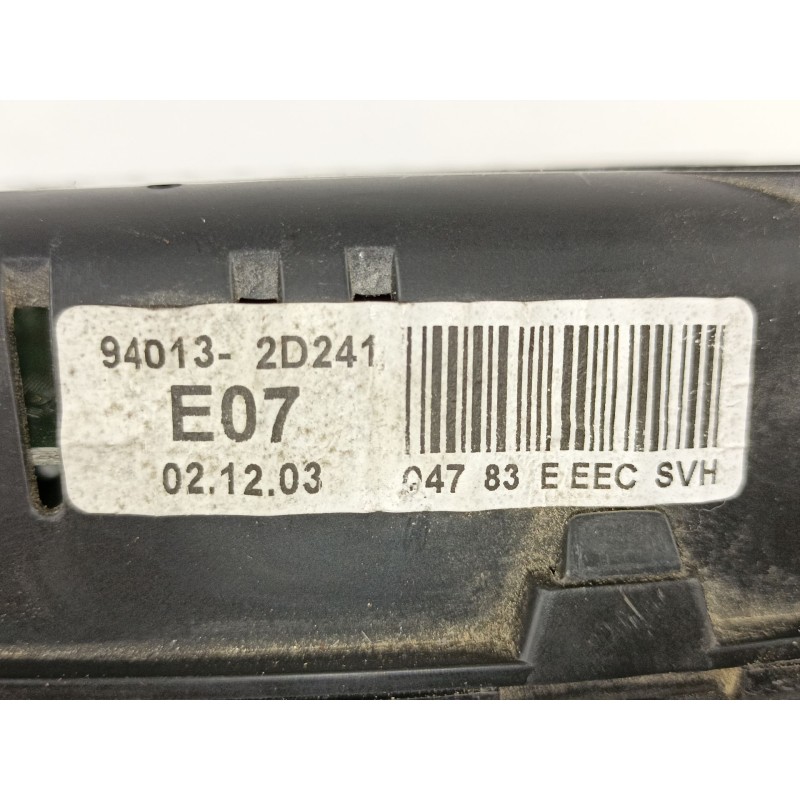 94013- 2D241
E07
02.12.03
047 83 E EEC SVH